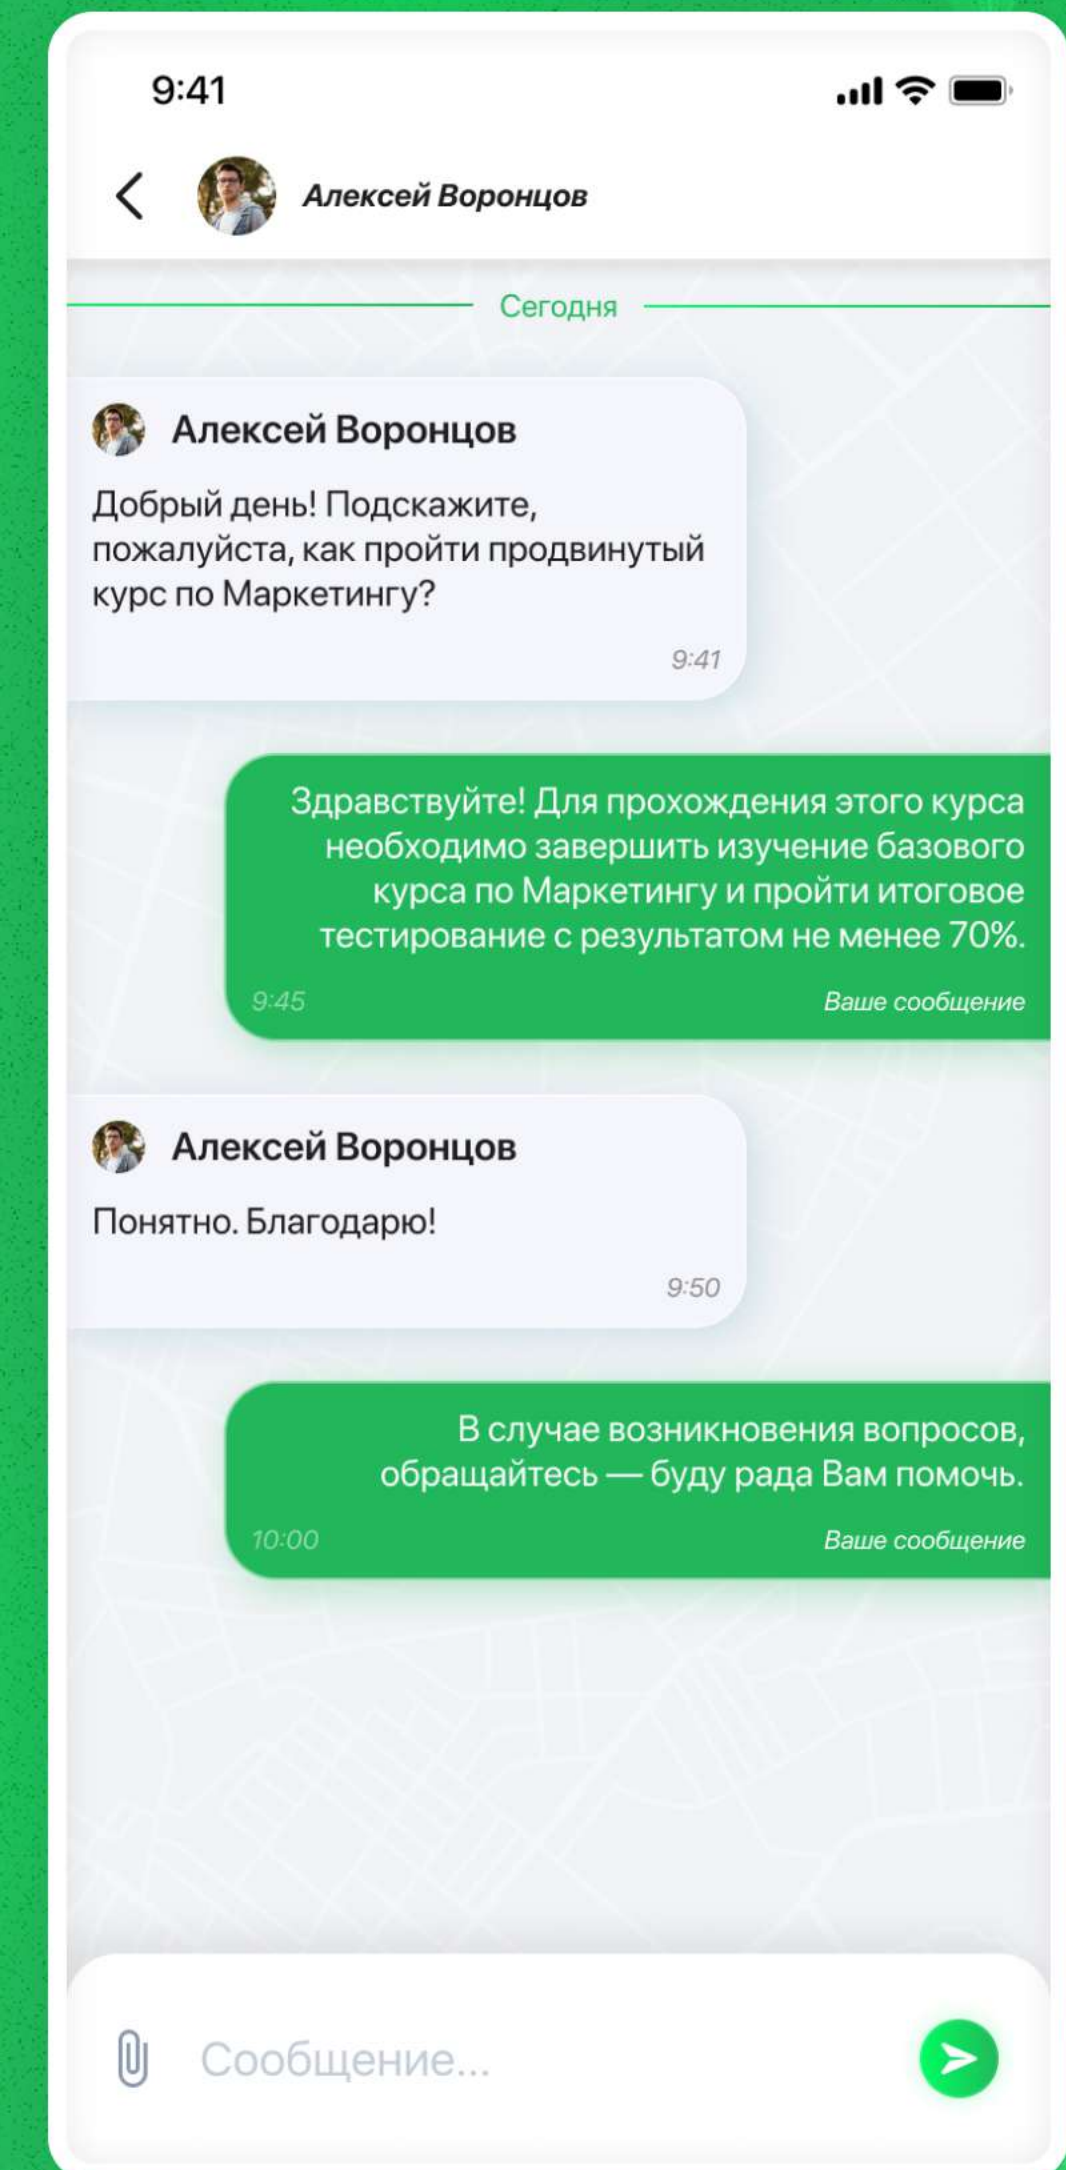 9:41
Алексей Воронцов
Сегодня
Алексей Воронцов
Добрый день! Подскажите,
пожалуйста, как пройти продвинутый
курс по Маркетингу?
9:41
Здравствуйте! Для прохождения этого курса
необходимо завершить изучение базового
курса по Маркетингу и пройти итоговое
тестирование с результатом не менее 70%.
9:45 Ваше сообщение
Алексей Воронцов
Понятно. Благодарю!
9:50
В случае возникновения вопросов,
обращайтесь — буду рада Вам помочь.
10:00 Ваше сообщение
Сообщение...